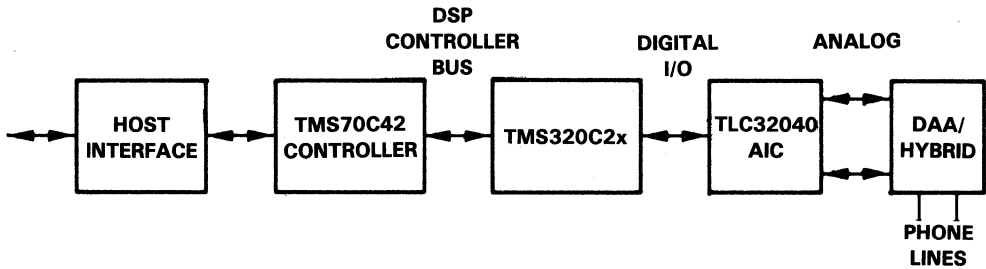 DSP
CONTROLLER
BUS
DIGITAL
I/O
ANALOG
HOST
INTERFACE
TMS70C42
CONTROLLER
TMS320C2x
TLC32040
AIC
DAA/
HYBRID
PHONE
LINES